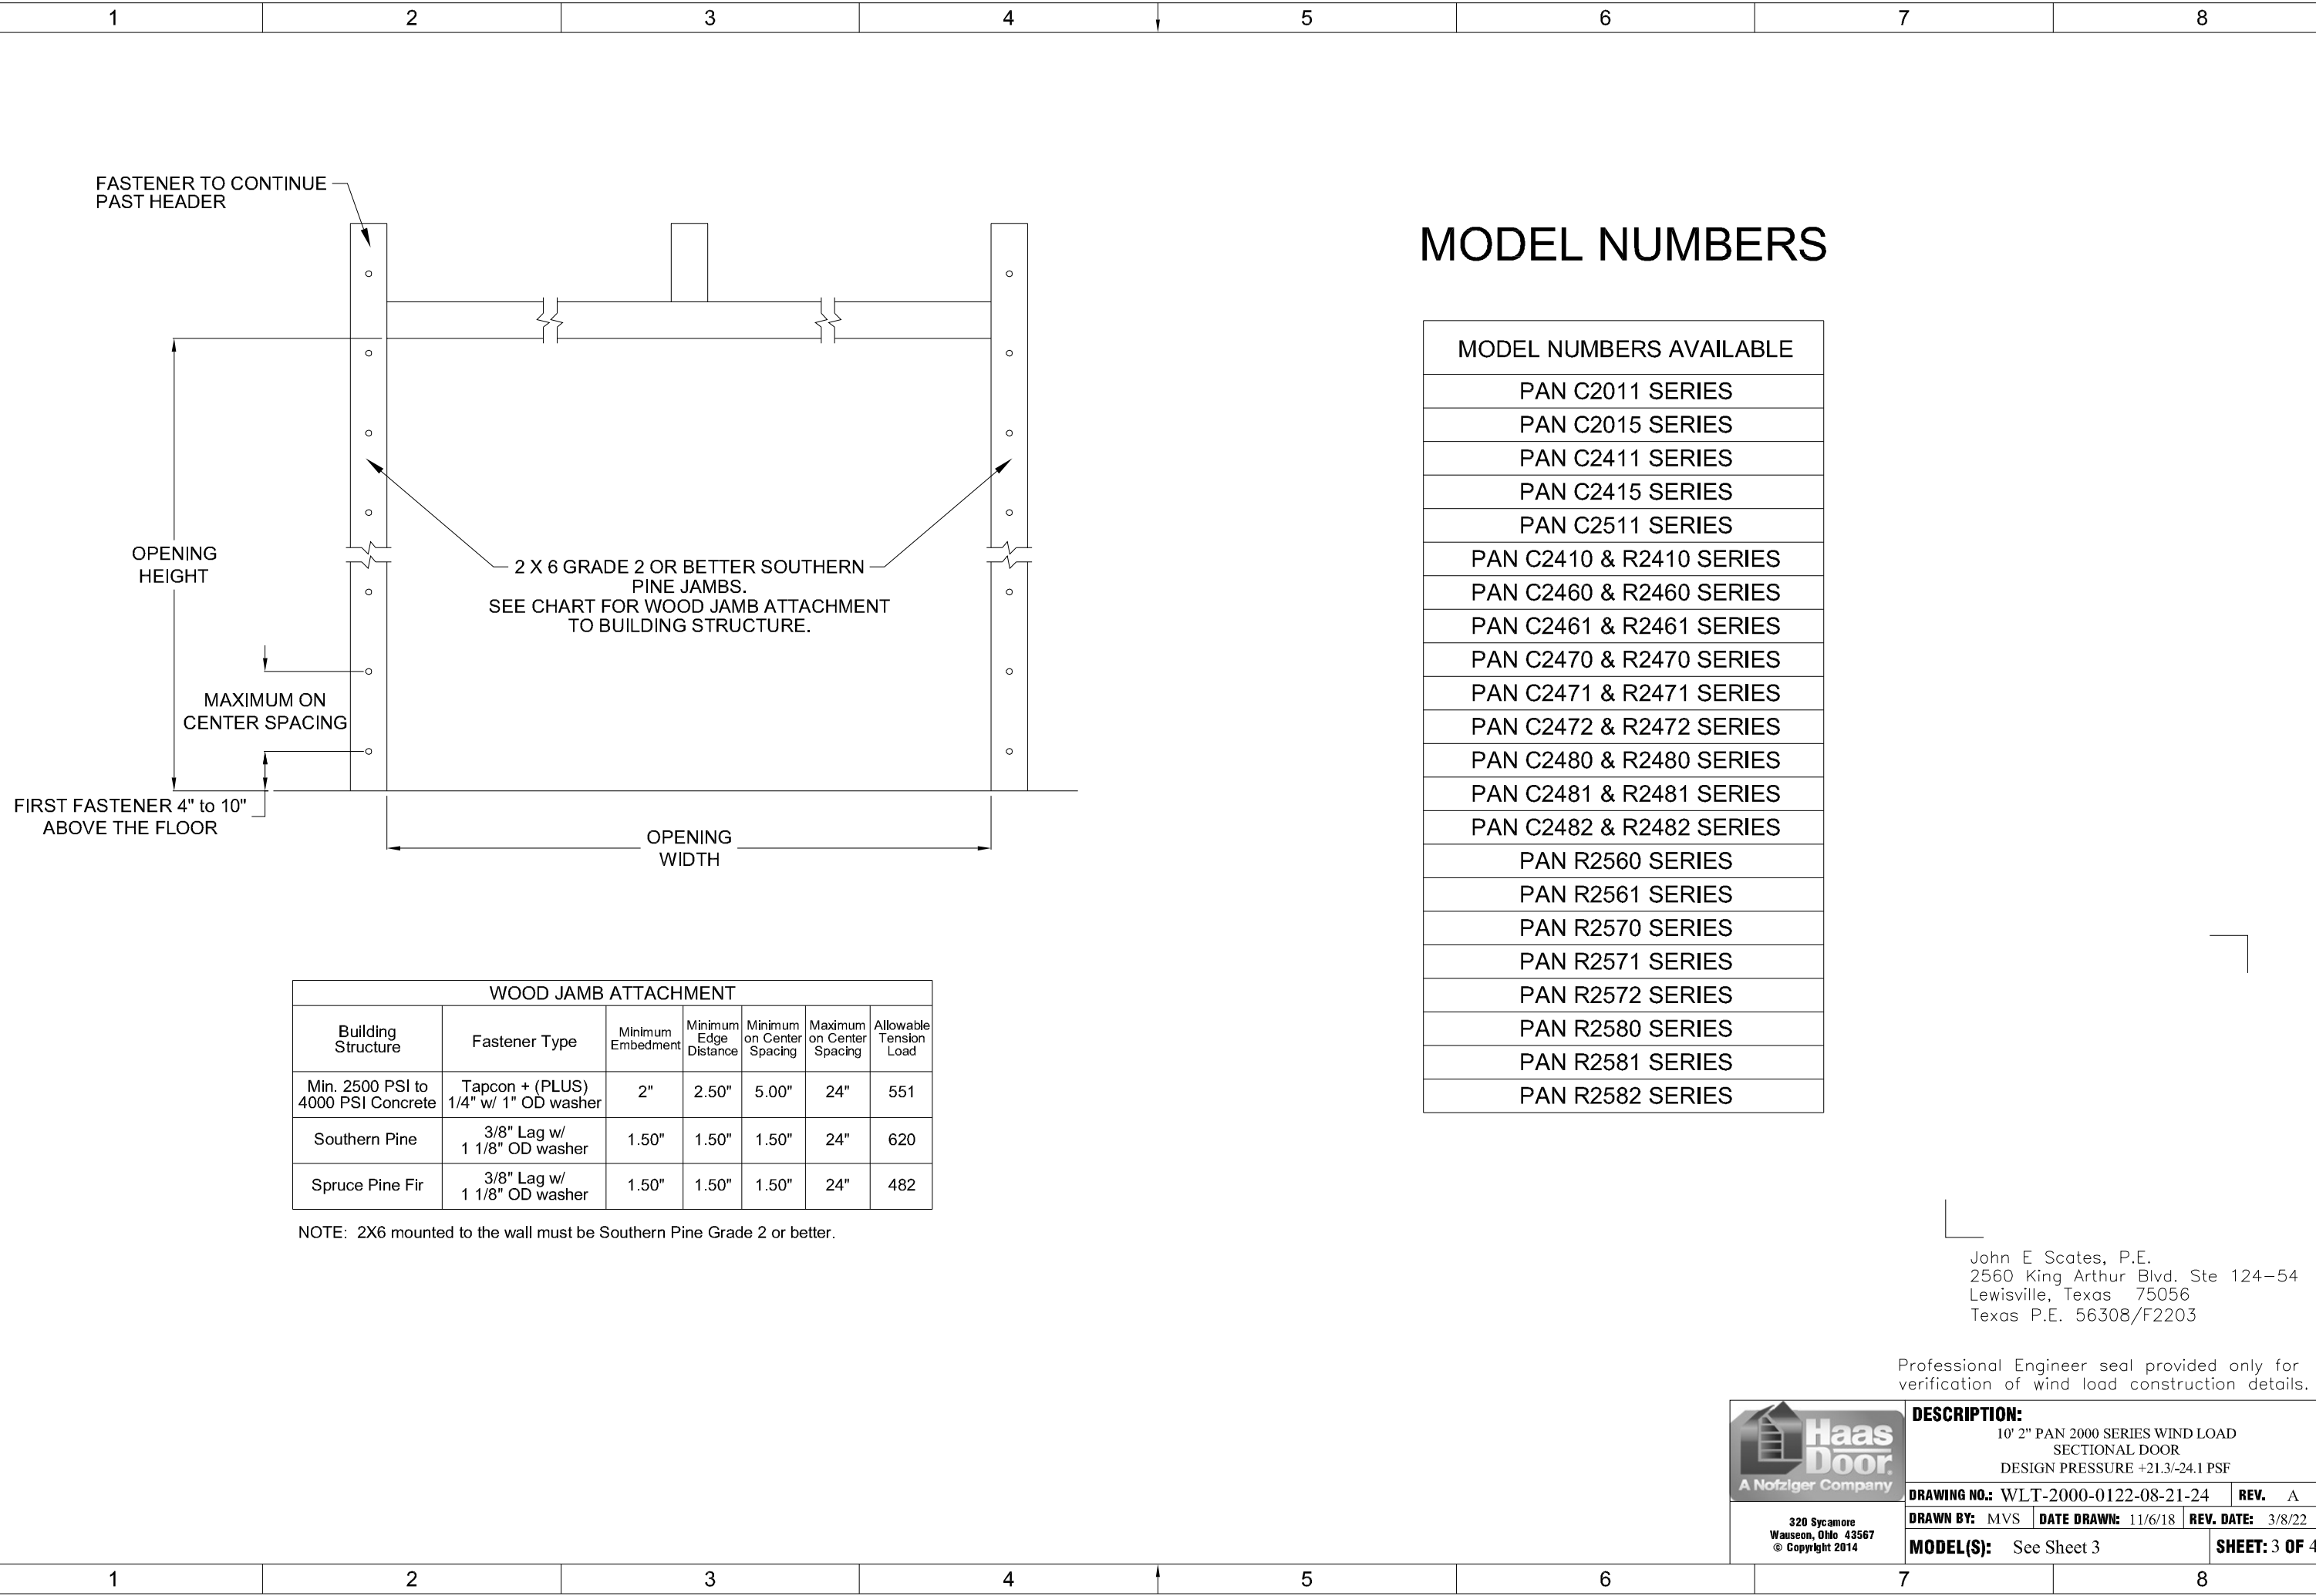 1 2 3 4 5 6 7 8
FASTENER TO CONTINUE
PAST HEADER
OPENING
HEIGHT
2 X 6 GRADE 2 OR BETTER SOUTHERN
PINE JAMBS.
SEE CHART FOR WOOD JAMB ATTACHMENT
TO BUILDING STRUCTURE.
MAXIMUM ON
CENTER SPACING
FIRST FASTENER 4" to 10"
ABOVE THE FLOOR
OPENING
WIDTH
WOOD JAMB ATTACHMENT
Building
Structure
Fastener Type
Minimum
Embedment
Minimum
Edge
Distance
Minimum
on Center
Spacing
Maximum
on Center
Spacing
Allowable
Tension
Load
Min. 2500 PSI to
4000 PSI Concrete
Tapcon + (PLUS)
1/4" w/ 1" OD washer
2" 2.50" 5.00" 24" 551
Southern Pine
3/8" Lag w/
1 1/8" OD washer
1.50" 1.50" 1.50" 24" 620
Spruce Pine Fir
3/8" Lag w/
1 1/8" OD washer
1.50" 1.50" 1.50" 24" 482
NOTE: 2X6 mounted to the wall must be Southern Pine Grade 2 or better.
MODEL NUMBERS
MODEL NUMBERS AVAILABLE
PAN C2011 SERIES
PAN C2015 SERIES
PAN C2411 SERIES
PAN C2415 SERIES
PAN C2511 SERIES
PAN C2410 & R2410 SERIES
PAN C2460 & R2460 SERIES
PAN C2461 & R2461 SERIES
PAN C2470 & R2470 SERIES
PAN C2471 & R2471 SERIES
PAN C2472 & R2472 SERIES
PAN C2480 & R2480 SERIES
PAN C2481 & R2481 SERIES
PAN C2482 & R2482 SERIES
PAN R2560 SERIES
PAN R2561 SERIES
PAN R2570 SERIES
PAN R2571 SERIES
PAN R2572 SERIES
PAN R2580 SERIES
PAN R2581 SERIES
PAN R2582 SERIES
John E Scates, P.E.
2560 King Arthur Blvd. Ste 124-54
Lewisville, Texas 75056
Texas P.E. 56308/F2203
Professional Engineer seal provided only for
verification of wind load construction details.
Haas
Door
A Nofziger Company
320 Sycamore
Wauseon, Ohio 43567
© Copyright 2014
DESCRIPTION:
10' 2" PAN 2000 SERIES WIND LOAD
SECTIONAL DOOR
DESIGN PRESSURE +21.3/-24.1 PSF
DRAWING NO.: WLT-2000-0122-08-21-24 REV. A
DRAWN BY: MVS DATE DRAWN: 11/6/18 REV. DATE: 3/8/22
MODEL(S): See Sheet 3 SHEET: 3 OF 4
1 2 3 4 5 6 7 8